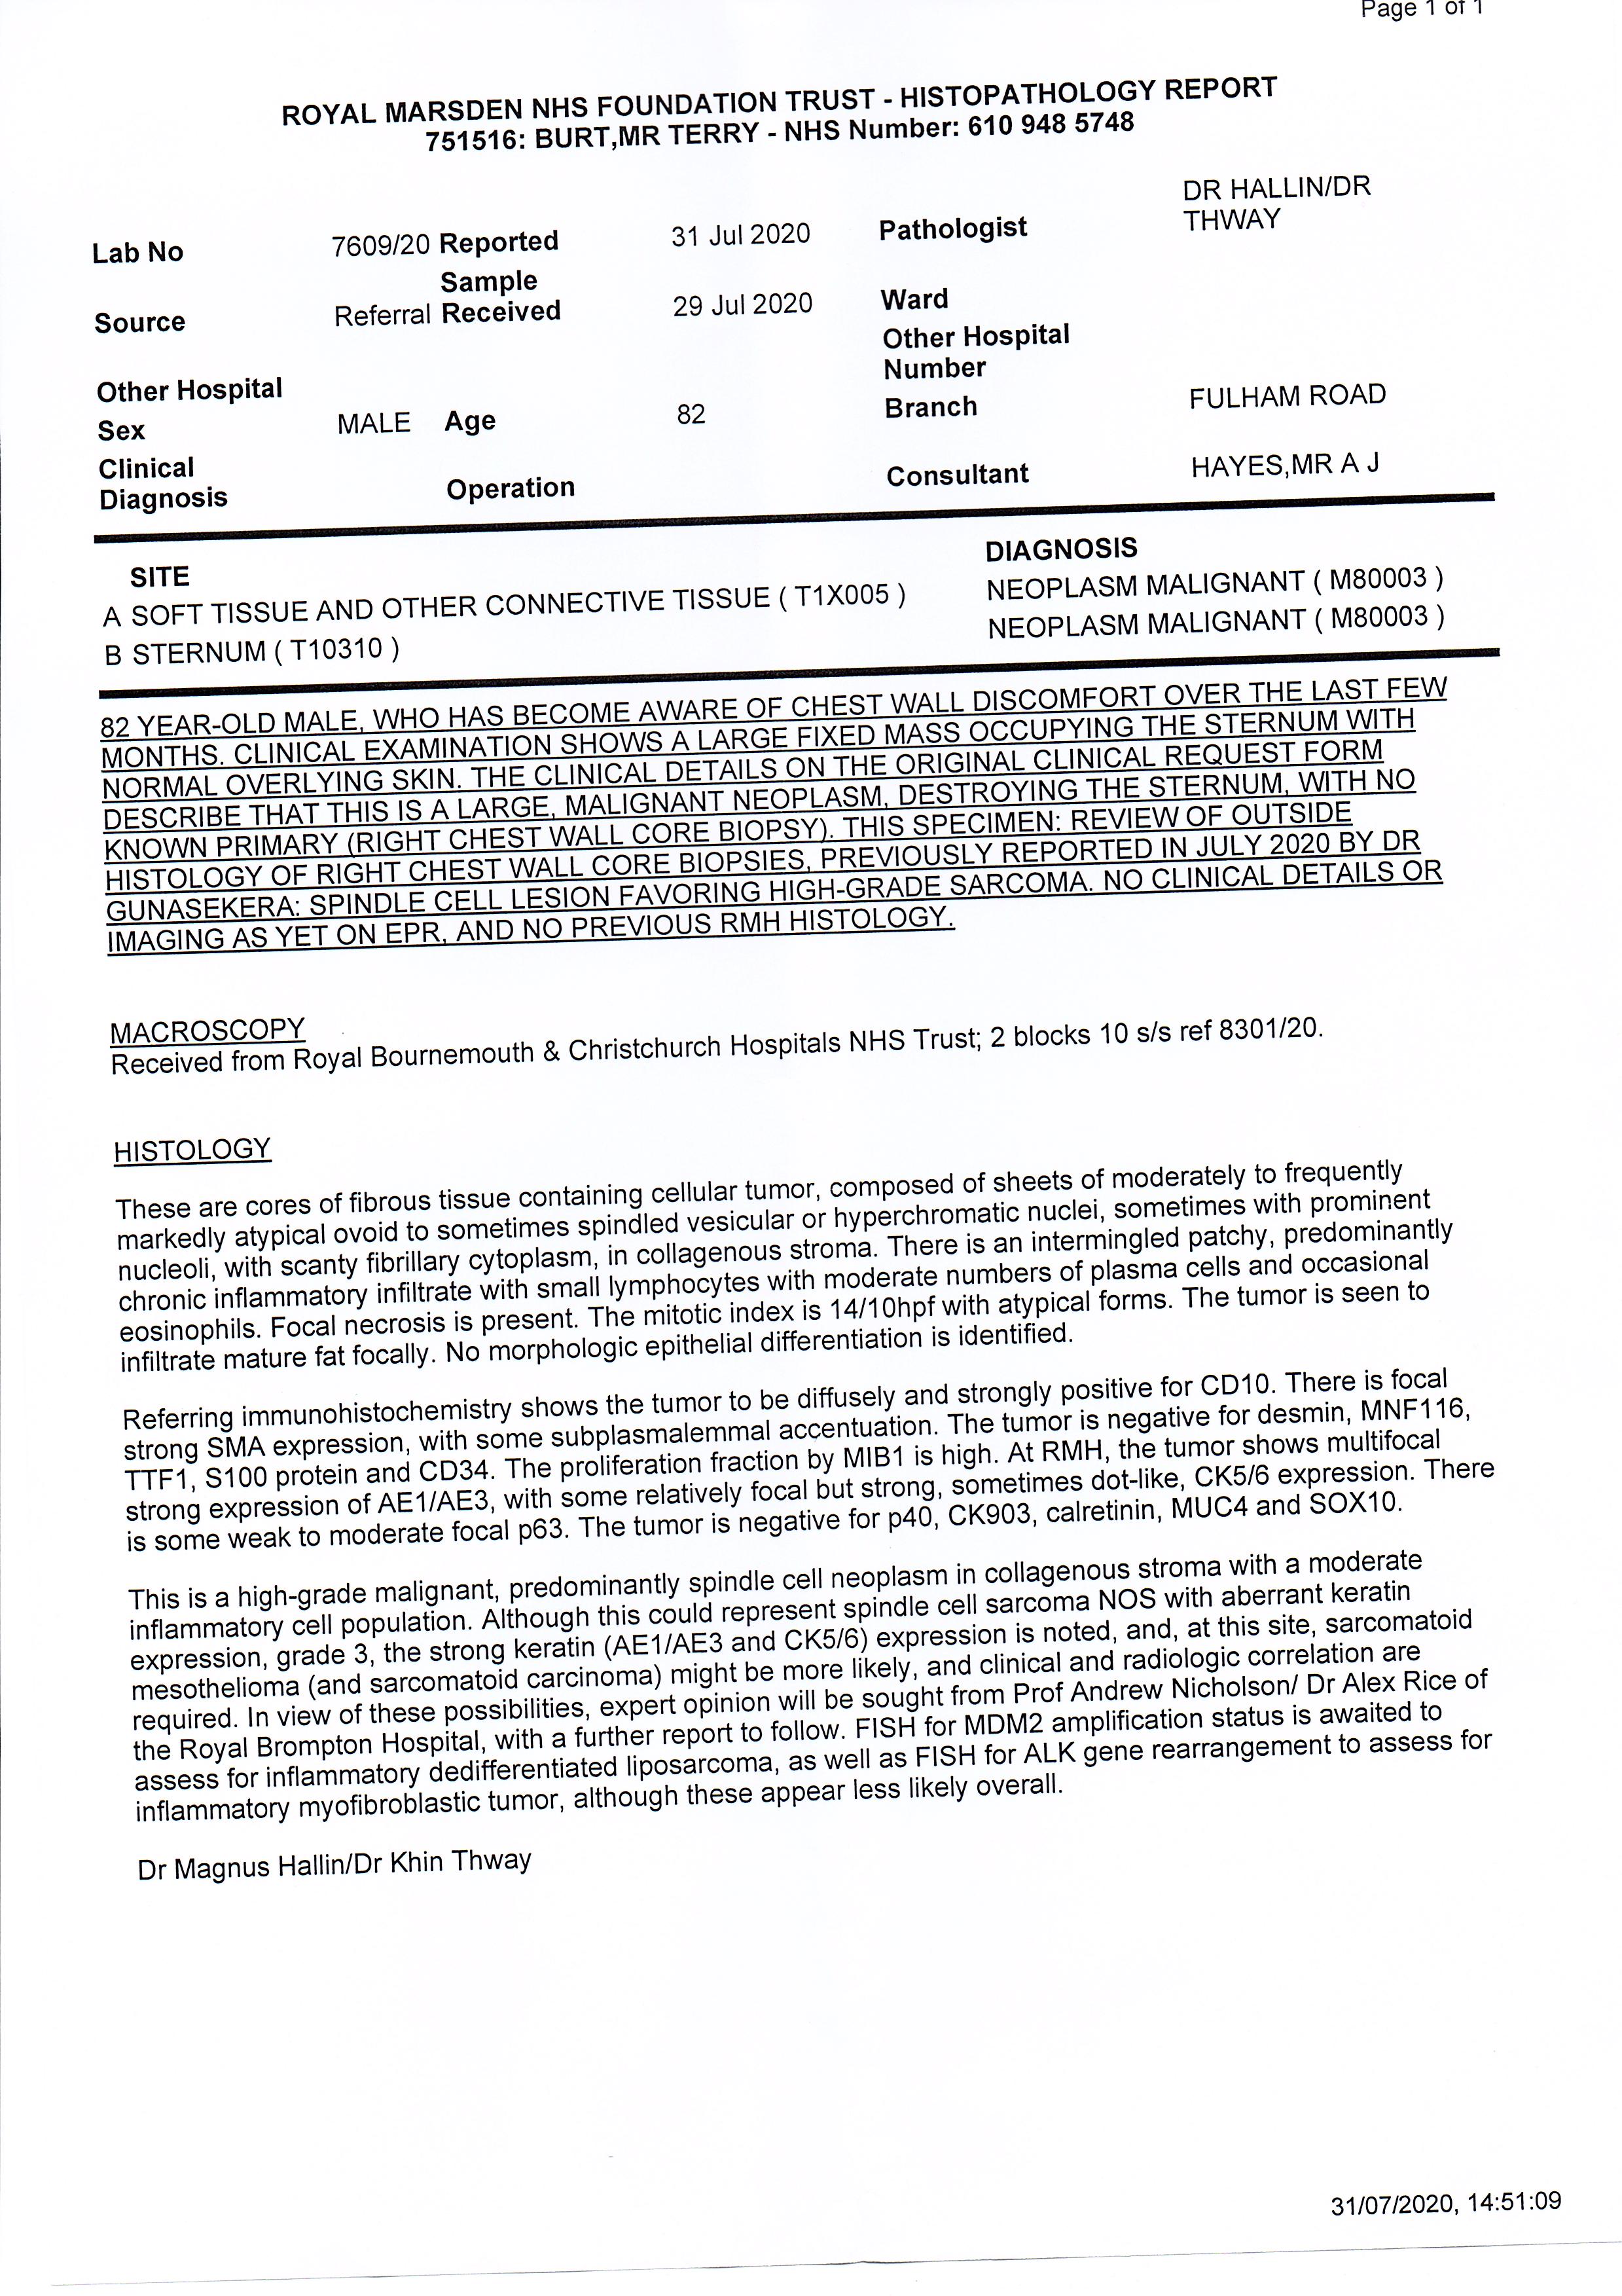 Page 1 of 1
ROYAL MARSDEN NHS FOUNDATION TRUST - HISTOPATHOLOGY REPORT
751516: BURT,MR TERRY - NHS Number: 610 948 5748
Lab No 7609/20 Reported 31 Jul 2020 Pathologist DR HALLIN/DR
THWAY
Source Referral Sample
Received 29 Jul 2020 Ward
Other Hospital
Number
Other Hospital
Sex MALE Age 82 Branch FULHAM ROAD
Clinical
Diagnosis Operation Consultant HAYES,MR A J
SITE DIAGNOSIS
A SOFT TISSUE AND OTHER CONNECTIVE TISSUE ( T1X005 ) NEOPLASM MALIGNANT ( M80003 )
B STERNUM ( T10310 ) NEOPLASM MALIGNANT ( M80003 )
82 YEAR-OLD MALE, WHO HAS BECOME AWARE OF CHEST WALL DISCOMFORT OVER THE LAST FEW
MONTHS. CLINICAL EXAMINATION SHOWS A LARGE FIXED MASS OCCUPYING THE STERNUM WITH
NORMAL OVERLYING SKIN. THE CLINICAL DETAILS ON THE ORIGINAL CLINICAL REQUEST FORM
DESCRIBE THAT THIS IS A LARGE, MALIGNANT NEOPLASM, DESTROYING THE STERNUM, WITH NO
KNOWN PRIMARY (RIGHT CHEST WALL CORE BIOPSY). THIS SPECIMEN: REVIEW OF OUTSIDE
HISTOLOGY OF RIGHT CHEST WALL CORE BIOPSIES, PREVIOUSLY REPORTED IN JULY 2020 BY DR
GUNASEKERA: SPINDLE CELL LESION FAVORING HIGH-GRADE SARCOMA. NO CLINICAL DETAILS OR
IMAGING AS YET ON EPR, AND NO PREVIOUS RMH HISTOLOGY.
MACROSCOPY
Received from Royal Bournemouth & Christchurch Hospitals NHS Trust; 2 blocks 10 s/s ref 8301/20.
HISTOLOGY
These are cores of fibrous tissue containing cellular tumor, composed of sheets of moderately to frequently
markedly atypical ovoid to sometimes spindled vesicular or hyperchromatic nuclei, sometimes with prominent
nucleoli, with scanty fibrillary cytoplasm, in collagenous stroma. There is an intermingled patchy, predominantly
chronic inflammatory infiltrate with small lymphocytes with moderate numbers of plasma cells and occasional
eosinophils. Focal necrosis is present. The mitotic index is 14/10hpf with atypical forms. The tumor is seen to
infiltrate mature fat focally. No morphologic epithelial differentiation is identified.
Referring immunohistochemistry shows the tumor to be diffusely and strongly positive for CD10. There is focal
strong SMA expression, with some subplasmalemmal accentuation. The tumor is negative for desmin, MNF116,
TTF1, S100 protein and CD34. The proliferation fraction by MIB1 is high. At RMH, the tumor shows multifocal
strong expression of AE1/AE3, with some relatively focal but strong, sometimes dot-like, CK5/6 expression. There
is some weak to moderate focal p63. The tumor is negative for p40, CK903, calretinin, MUC4 and SOX10.
This is a high-grade malignant, predominantly spindle cell neoplasm in collagenous stroma with a moderate
inflammatory cell population. Although this could represent spindle cell sarcoma NOS with aberrant keratin
expression, grade 3, the strong keratin (AE1/AE3 and CK5/6) expression is noted, and, at this site, sarcomatoid
mesothelioma (and sarcomatoid carcinoma) might be more likely, and clinical and radiologic correlation are
required. In view of these possibilities, expert opinion will be sought from Prof Andrew Nicholson/ Dr Alex Rice of
the Royal Brompton Hospital, with a further report to follow. FISH for MDM2 amplification status is awaited to
assess for inflammatory dedifferentiated liposarcoma, as well as FISH for ALK gene rearrangement to assess for
inflammatory myofibroblastic tumor, although these appear less likely overall.
Dr Magnus Hallin/Dr Khin Thway
31/07/2020, 14:51:09